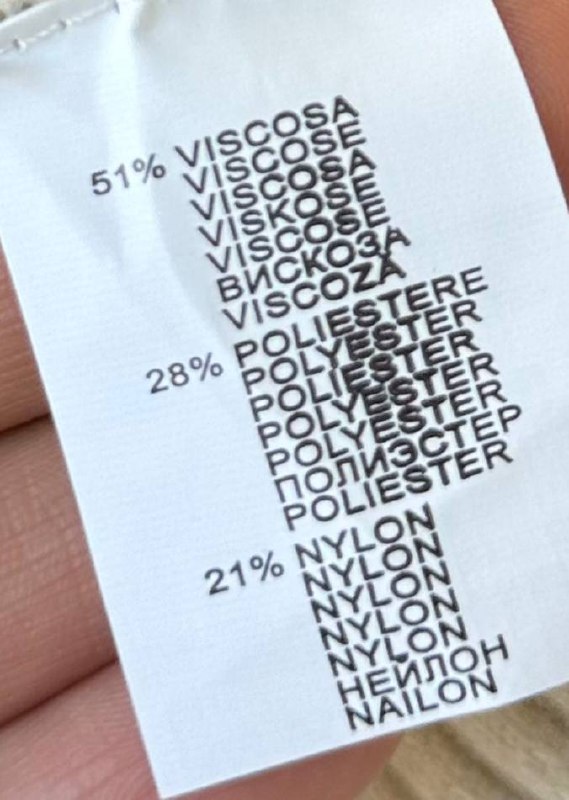 51% VISCOSA
VISCOSE
VISCOSA
VISKOSE
VISCOSE
ВИСКОЗА
VISCOZA
28% POLIESTERE
POLYESTER
POLIESTER
POLYESTER
POLYESTER
ПОЛИЭСТЕР
POLIESTER
21% NYLON
NYLON
NYLON
NYLON
NYLON
НЕЙЛОН
NAILON